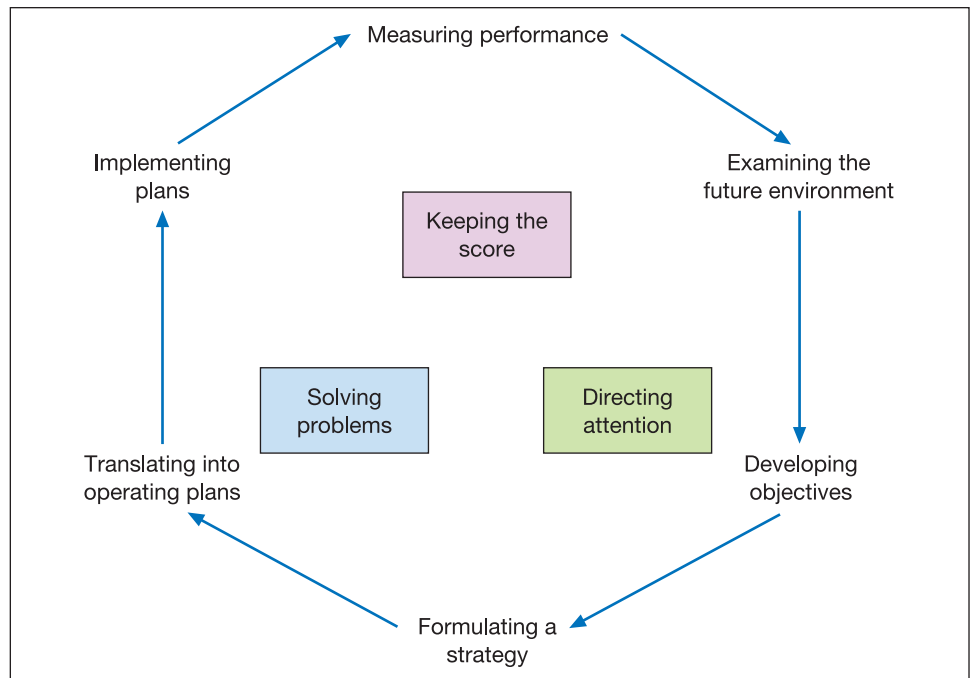 Measuring performance
Implementing
plans
Examining the
future environment
Keeping the
score
Solving
problems
Directing
attention
Translating into
operating plans
Developing
objectives
Formulating a
strategy